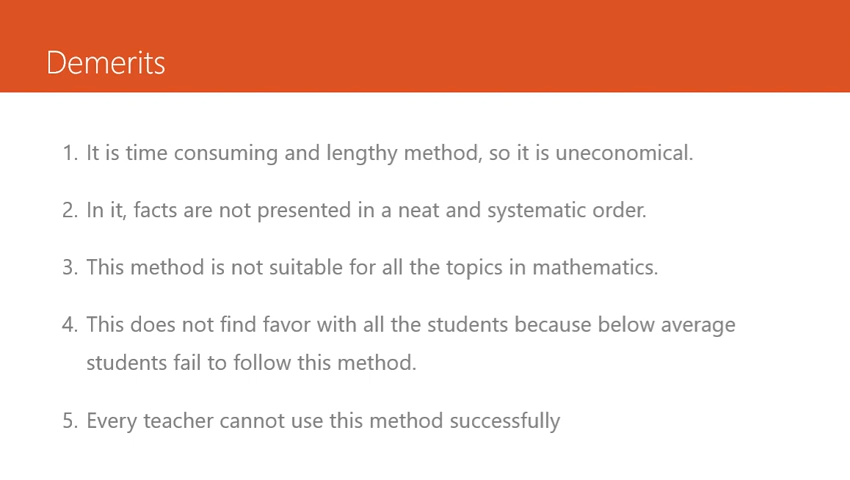 Demerits
1. It is time consuming and lengthy method, so it is uneconomical.
2. In it, facts are not presented in a neat and systematic order.
3. This method is not suitable for all the topics in mathematics.
4. This does not find favor with all the students because below average
students fail to follow this method.
5. Every teacher cannot use this method successfully